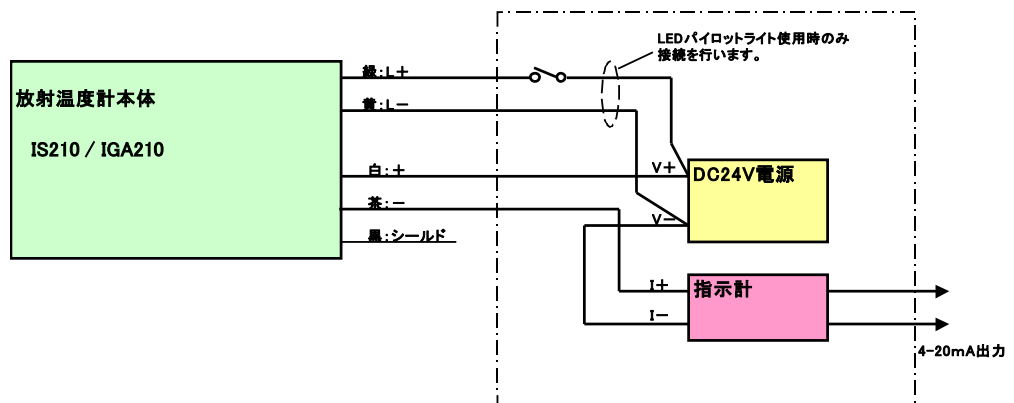 LEDパイロットライト使用時のみ
接続を行います。
緑:L+
放射温度計本体
黄:L-
IS210 / IGA210
白:+
V+
DC24V電源
茶:-
V-
黒:シールド
I+
指示計
I-
4-20mA出力